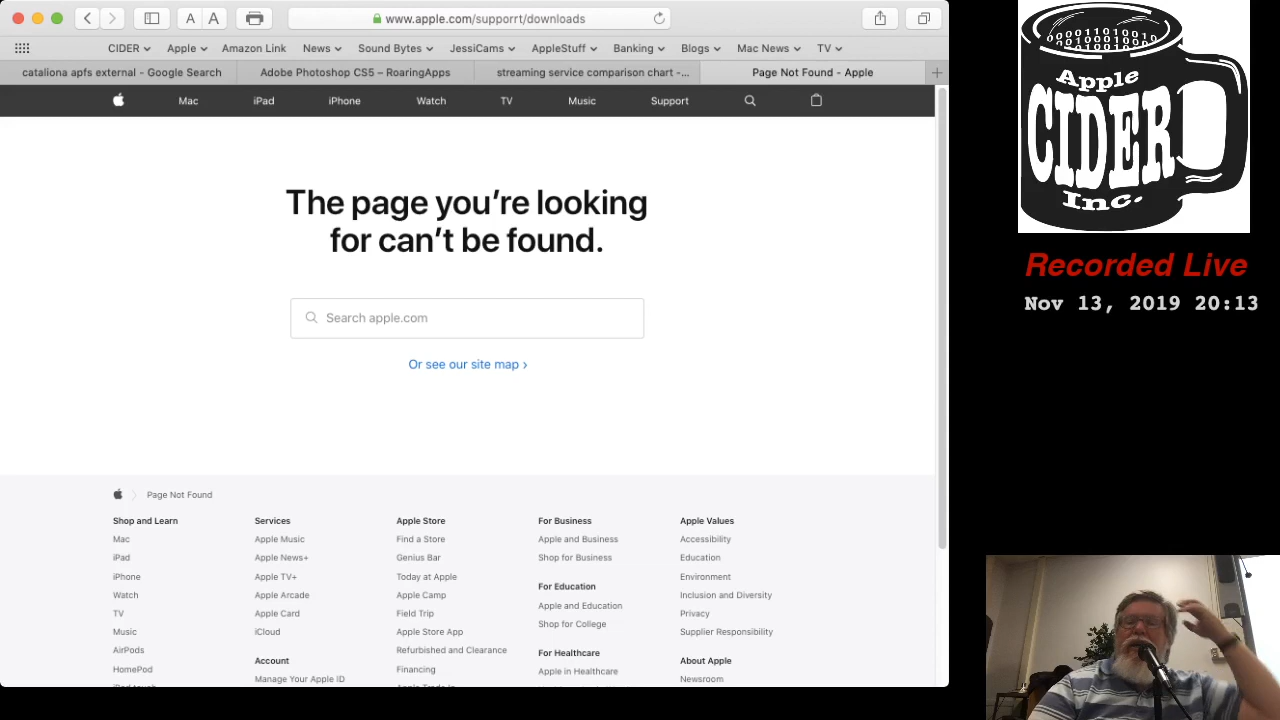 www.apple.com/supporrt/downloads
A A
CIDER Apple Amazon Link News Sound Bytes JessiCams AppleStuff Banking Blogs Mac News TV
cataliona apfs external - Google Search
Adobe Photoshop CS5 – RoaringApps
streaming service comparison chart -...
Page Not Found - Apple
Mac iPad iPhone Watch TV Music Support
The page you’re looking
for can’t be found.
Search apple.com
Or see our site map ›
Page Not Found
Shop and Learn
Mac
iPad
iPhone
Watch
TV
Music
AirPods
HomePod
iPod touch
Services
Apple Music
Apple News+
Apple TV+
Apple Arcade
Apple Card
iCloud
Account
Manage Your Apple ID
Apple Store
Find a Store
Genius Bar
Today at Apple
Apple Camp
Field Trip
Apple Store App
Refurbished and Clearance
Financing
Apple Trade In
For Business
Apple and Business
Shop for Business
For Education
Apple and Education
Shop for College
For Healthcare
Apple in Healthcare
Apple Values
Accessibility
Education
Environment
Inclusion and Diversity
Privacy
Supplier Responsibility
About Apple
Newsroom
Apple
CIDER
Inc.
Recorded Live
Nov 13, 2019 20:13